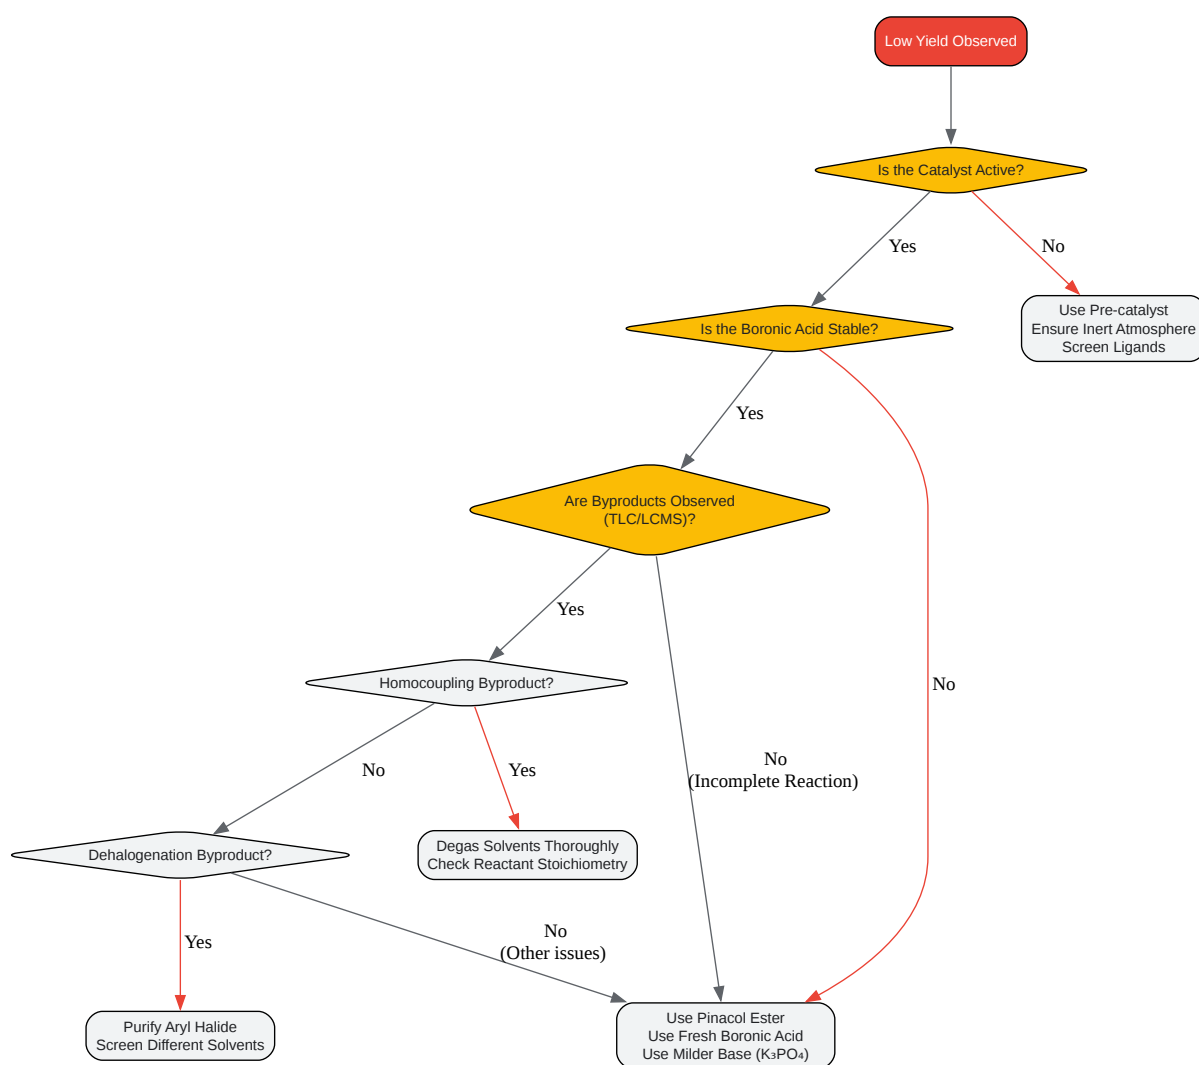 Low Yield Observed
Is the Catalyst Active?
Yes
No
Use Pre-catalyst
Ensure Inert Atmosphere
Screen Ligands
Is the Boronic Acid Stable?
Yes
No
Are Byproducts Observed
(TLC/LCMS)?
Yes
No
(Incomplete Reaction)
Homocoupling Byproduct?
No
Yes
Degas Solvents Thoroughly
Check Reactant Stoichiometry
Dehalogenation Byproduct?
Yes
No
(Other issues)
Purify Aryl Halide
Screen Different Solvents
Use Pinacol Ester
Use Fresh Boronic Acid
Use Milder Base (K₃PO₄)